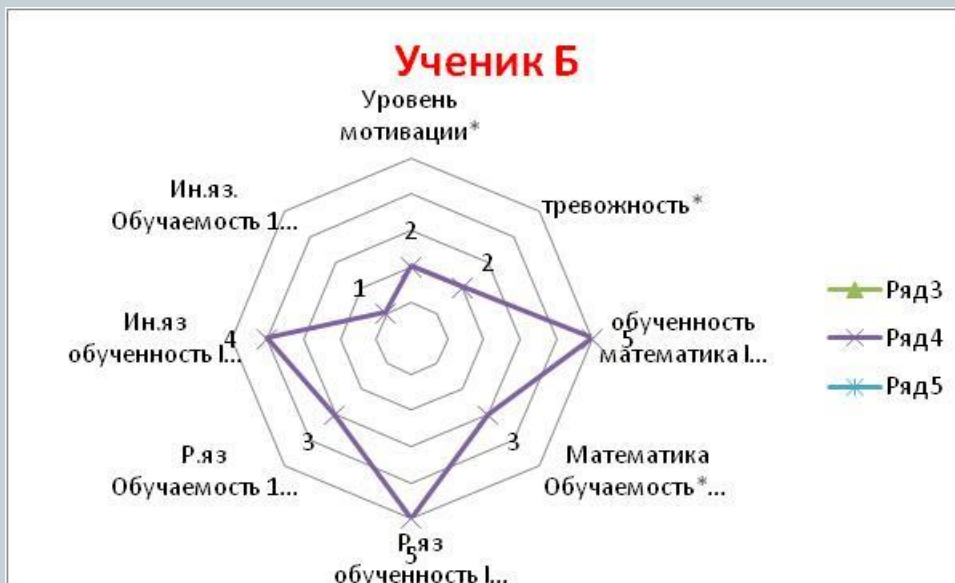 Ученик Б
Уровень
мотивации*
тревожность*
обученность
математика I...
Математика
Обучаемость*...
Р.яз
обученность I...
Р.яз
Обучаемость 1...
Ин.яз
обученность I...
Ин.яз.
Обучаемость 1...
2
2
5
3
5
3
4
1
Ряд3
Ряд4
Ряд5